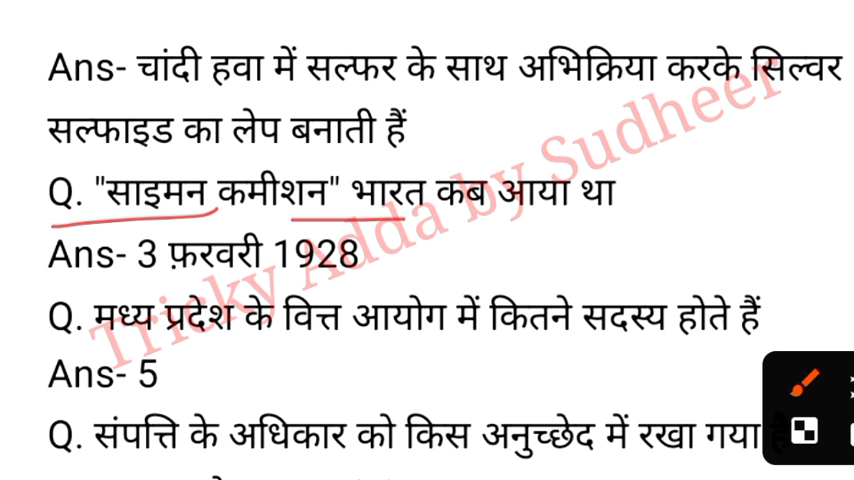 Ans- चांदी हवा में सल्फर के साथ अभिक्रिया करके सिल्वर
सल्फाइड का लेप बनाती हैं
Q. "साइमन कमीशन" भारत कब आया था
Ans- 3 फ़रवरी 1928
Q. मध्य प्रदेश के वित्त आयोग में कितने सदस्य होते हैं
Ans- 5
Q. संपत्ति के अधिकार को किस अनुच्छेद में रखा गया
Tricky Adda by Sudheer